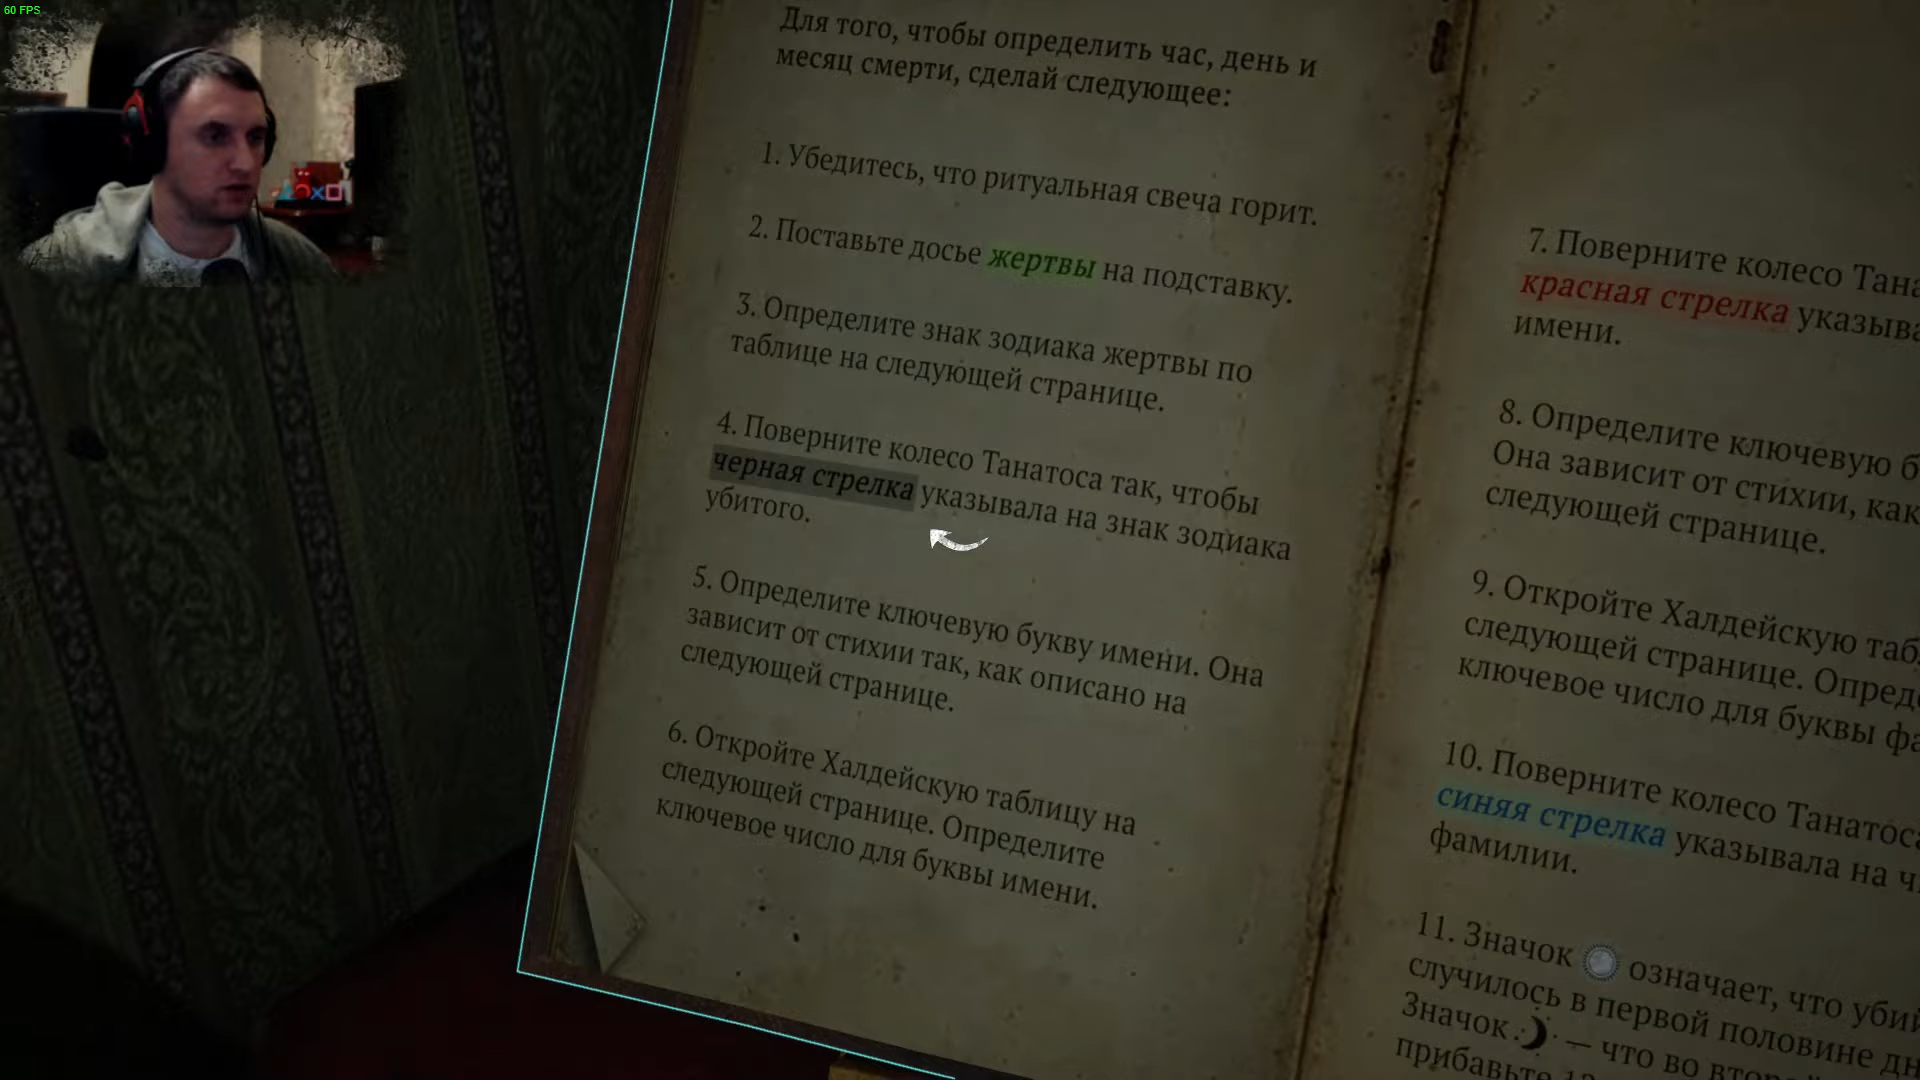 60 FPS
Для того, чтобы определить час, день и
месяц смерти, сделай следующее:
1. Убедитесь, что ритуальная свеча горит.
2. Поставьте досье жертвы на подставку.
3. Определите знак зодиака жертвы по
таблице на следующей странице.
4. Поверните колесо Танатоса так, чтобы
черная стрелка указывала на знак зодиака
убитого.
5. Определите ключевую букву имени. Она
зависит от стихии так, как описано на
следующей странице.
6. Откройте Халдейскую таблицу на
следующей странице. Определите
ключевое число для буквы имени.
7. Поверните колесо
красная стрелка
имени.
8. Определите ключевую
Она зависит от стихии, как
следующей странице.
9. Откройте Халдейскую
следующей странице.
ключевое число для буквы
10. Поверните колесо Танатоса
синяя стрелка указывала на
фамилии.
11. Значок означает, что
случилось в первой половине
Значок — что во